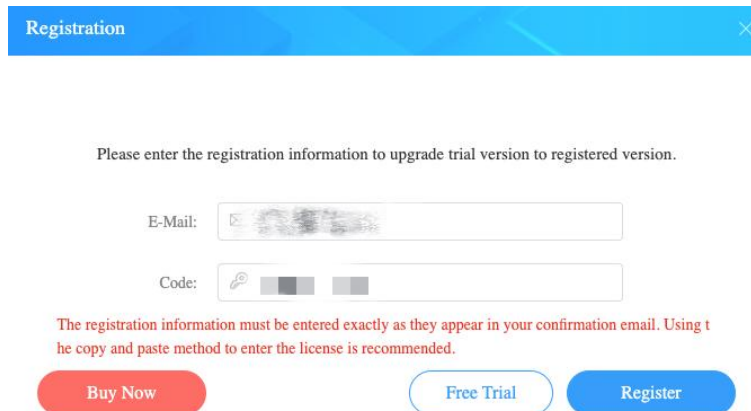 Registration
Please enter the registration information to upgrade trial version to registered version.
E-Mail:
Code:
The registration information must be entered exactly as they appear in your confirmation email. Using t
he copy and paste method to enter the license is recommended.
Buy Now
Free Trial
Register